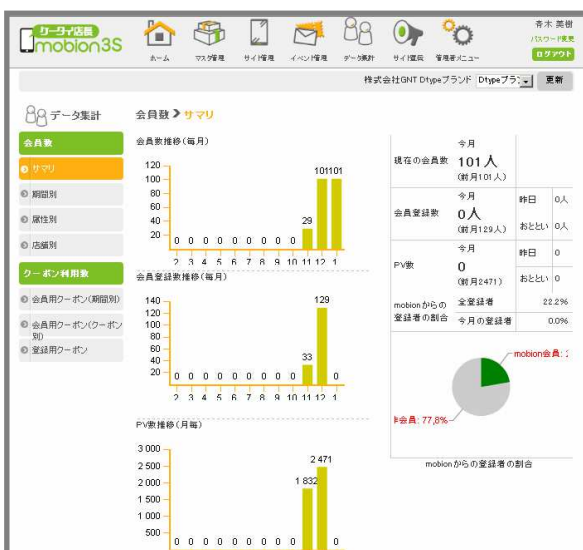 ケータイ店長
mobion3S
ホーム
マスタ管理
サイト管理
イベント管理
データ集計
サイト監視
管理者メニュー
青木 美樹
パスワード変更
ログアウト
株式会社GNT Dtypeブランド
Dtypeブラ
更新
データ集計
会員数
サマリ
期間別
属性別
店舗別
クーポン利用数
会員用クーポン(期間別)
会員用クーポン(クーポン
別)
登録用クーポン
会員数 > サマリ
会員数推移(毎月)
120
100
80
60
40
20
0 0 0 0 0 0 0 0 0 29 101 101
2 3 4 5 6 7 8 9 10 11 12 1
会員登録数推移(毎月)
140
120
100
80
60
40
20
0 0 0 0 0 0 0 0 0 33 129 0
2 3 4 5 6 7 8 9 10 11 12 1
PV数推移(月毎)
3 000
2 500
2 000
1 500
1 000
500
0 0 0 0 0 0 0 0 0 1 832 2 471 0
現在の会員数
今月
101人
(前月101人)
会員登録数
今月
0人
(前月129人)
昨日 0人
おととい 0人
PV数
今月
0
(前月2471)
昨日 0
おととい 0
mobionからの
登録者の割合
全登録者 22.2%
今月の登録者 0.0%
mobion会員:
会員: 77,8%
mobionからの登録者の割合